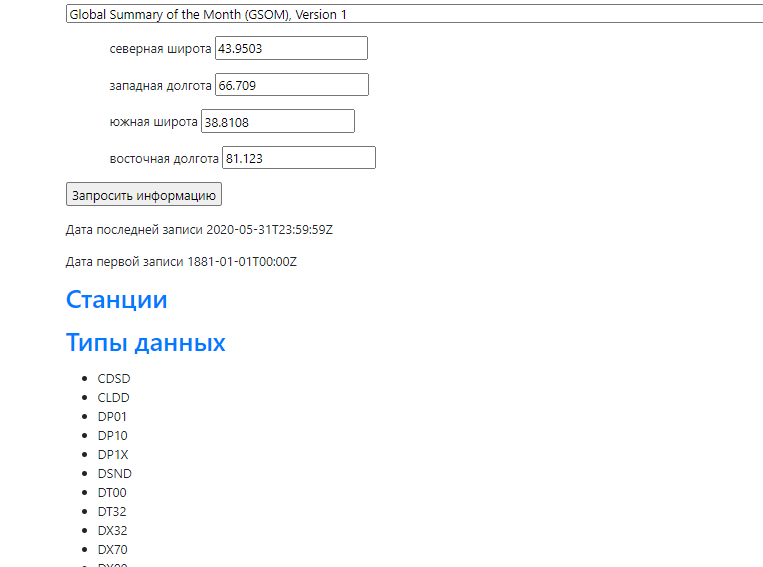 Global Summary of the Month (GSOM), Version 1
северная широта 43.9503
западная долгота 66.709
южная широта 38.8108
восточная долгота 81.123
Запросить информацию
Дата последней записи 2020-05-31T23:59:59Z
Дата первой записи 1881-01-01T00:00Z
Станции
Типы данных
CDSD
CLDD
DP01
DP10
DP1X
DSND
DT00
DT32
DX32
DX70